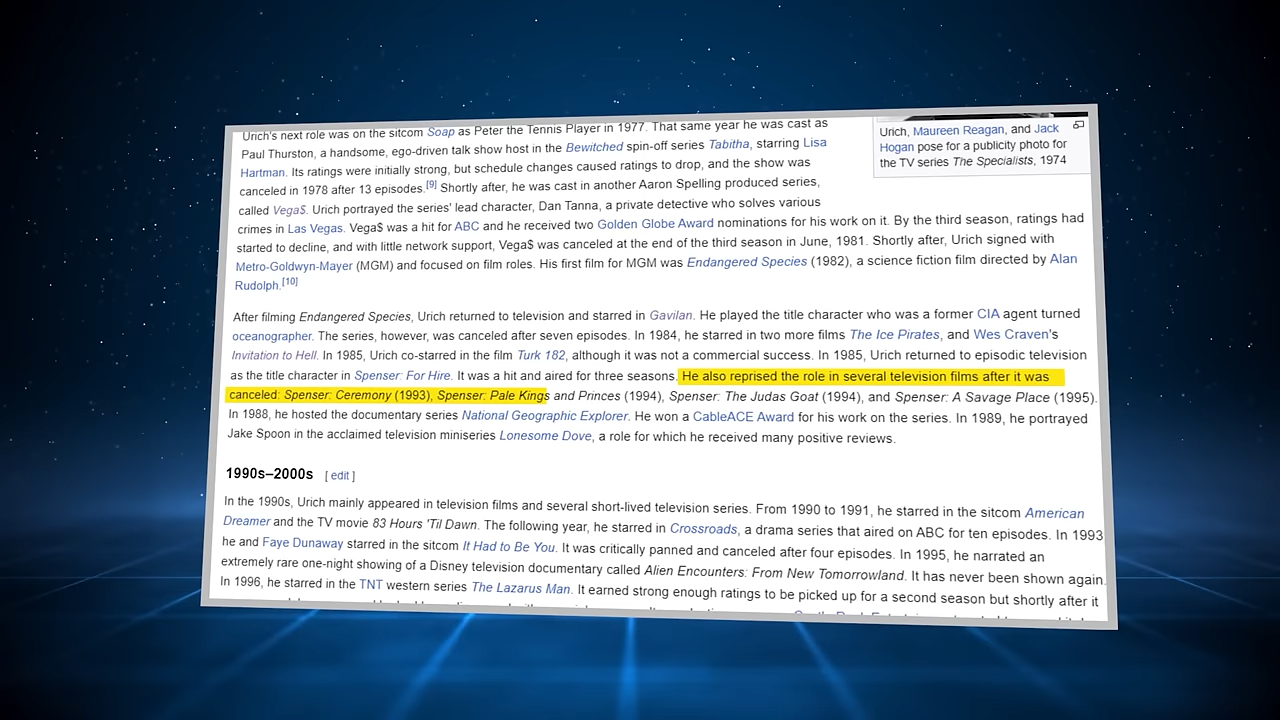 Urich's next role was on the sitcom Soap as Peter the Tennis Player in 1977. That same year he was cast as
Paul Thurston, a handsome, ego-driven talk show host in the Bewitched spin-off series Tabitha, starring Lisa
Hartman. Its ratings were initially strong, but schedule changes caused ratings to drop, and the show was
canceled in 1978 after 13 episodes.[9] Shortly after, he was cast in another Aaron Spelling produced series,
called Vega$. Urich portrayed the series' lead character, Dan Tanna, a private detective who solves various
crimes in Las Vegas. Vega$ was a hit for ABC and he received two Golden Globe Award nominations for his work on it. By the third season, ratings had
started to decline, and with little network support, Vega$ was canceled at the end of the third season in June, 1981. Shortly after, Urich signed with
Metro-Goldwyn-Mayer (MGM) and focused on film roles. His first film for MGM was Endangered Species (1982), a science fiction film directed by Alan
Rudolph.[10]
Urich, Maureen Reagan, and Jack
Hogan pose for a publicity photo for
the TV series The Specialists, 1974
After filming Endangered Species, Urich returned to television and starred in Gavilan. He played the title character who was a former CIA agent turned
oceanographer. The series, however, was canceled after seven episodes. In 1984, he starred in two more films The Ice Pirates, and Wes Craven's
Invitation to Hell. In 1985, Urich co-starred in the film Turk 182, although it was not a commercial success. In 1985, Urich returned to episodic television
as the title character in Spenser: For Hire. It was a hit and aired for three seasons. He also reprised the role in several television films after it was
canceled: Spenser: Ceremony (1993), Spenser: Pale Kings and Princes (1994), Spenser: The Judas Goat (1994), and Spenser: A Savage Place (1995).
In 1988, he hosted the documentary series National Geographic Explorer. He won a CableACE Award for his work on the series. In 1989, he portrayed
Jake Spoon in the acclaimed television miniseries Lonesome Dove, a role for which he received many positive reviews.
1990s–2000s [ edit ]
In the 1990s, Urich mainly appeared in television films and several short-lived television series. From 1990 to 1991, he starred in the sitcom American
Dreamer and the TV movie 83 Hours 'Til Dawn. The following year, he starred in Crossroads, a drama series that aired on ABC for ten episodes. In 1993
he and Faye Dunaway starred in the sitcom It Had to Be You. It was critically panned and canceled after four episodes. In 1995, he narrated an
extremely rare one-night showing of a Disney television documentary called Alien Encounters: From New Tomorrowland. It has never been shown again.
In 1996, he starred in the TNT western series The Lazarus Man. It earned strong enough ratings to be picked up for a second season but shortly after it